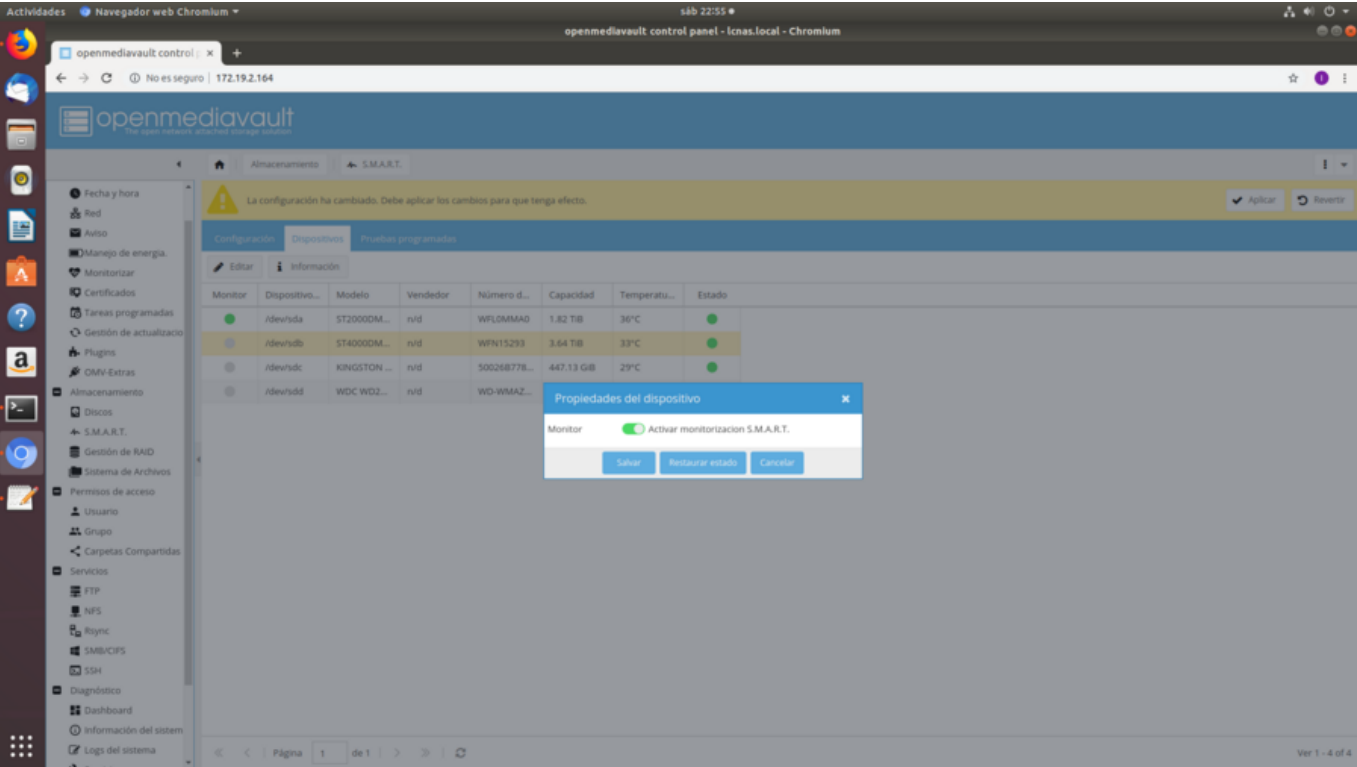 Actividades Navegador web Chromium sáb 22:55
openmediavault control panel - lcnas.local - Chromium
openmediavault control p
No es seguro | 172.19.2.164
openmediavault
The open network attached storage solution
Almacenamiento S.M.A.R.T.
La configuración ha cambiado. Debe aplicar los cambios para que tenga efecto. Aplicar Revertir
Configuración Dispositivos Pruebas programadas
Editar Información
Monitor Dispositivo... Modelo Vendedor Número d... Capacidad Temperatu... Estado
/dev/sda ST2000DM... n/d WFL0MMA0 1.82 TiB 36°C
/dev/sdb ST4000DM... n/d WFN15293 3.64 TiB 33°C
/dev/sdc KINGSTON ... n/d 50026B778... 447.13 GiB 29°C
/dev/sdd WDC WD2... n/d WD-WMAZ...
Propiedades del dispositivo
Monitor Activar monitorizacion S.M.A.R.T.
Salvar Restaurar estado Cancelar
Fecha y hora
Red
Aviso
Manejo de energia.
Monitorizar
Certificados
Tareas programadas
Gestión de actualizacio
Plugins
OMV-Extras
Almacenamiento
Discos
S.M.A.R.T.
Gestión de RAID
Sistema de Archivos
Permisos de acceso
Usuario
Grupo
Carpetas Compartidas
Servicios
FTP
NFS
Rsync
SMB/CIFS
SSH
Diagnóstico
Dashboard
Información del sistem
Logs del sistema
Página 1 de 1
Ver 1 - 4 of 4